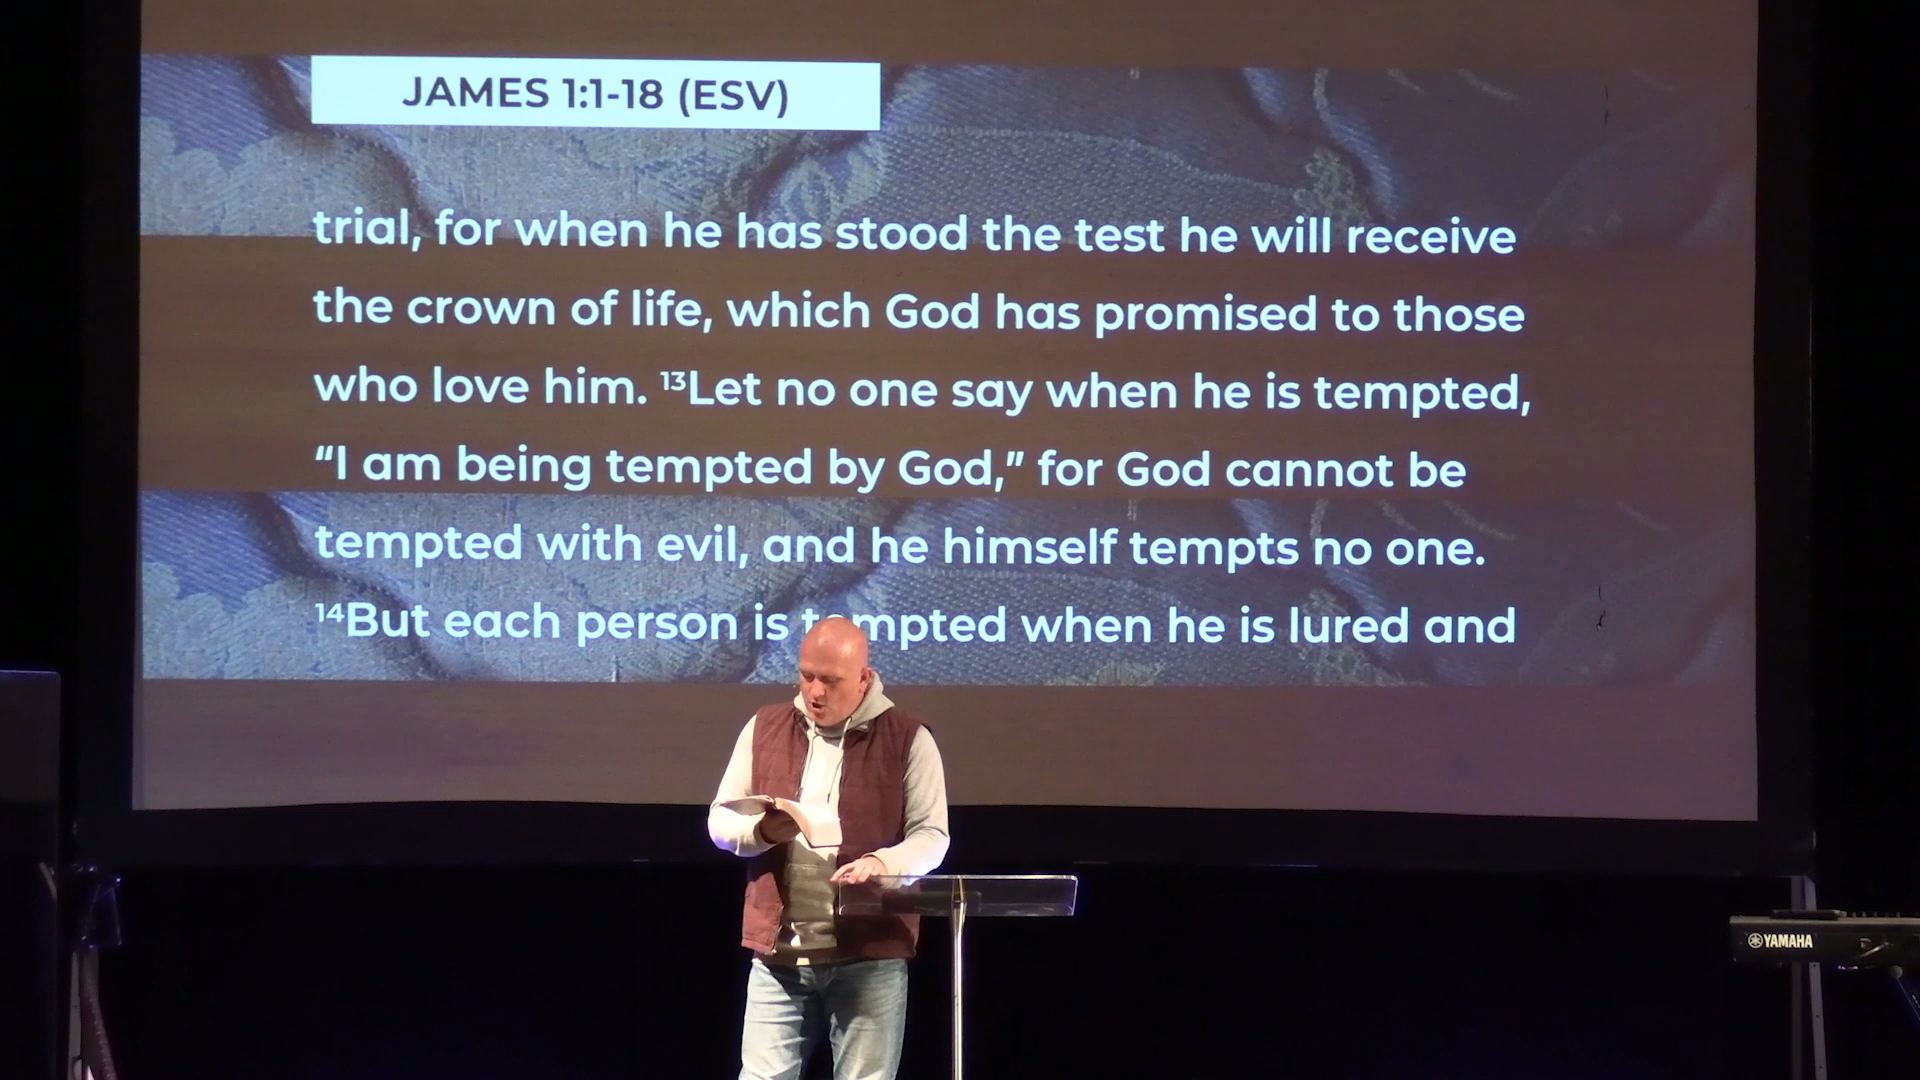 JAMES 1:1-18 (ESV)
trial, for when he has stood the test he will receive
the crown of life, which God has promised to those
who love him. ¹³Let no one say when he is tempted,
“I am being tempted by God,” for God cannot be
tempted with evil, and he himself tempts no one.
¹⁴But each person is tempted when he is lured and
YAMAHA